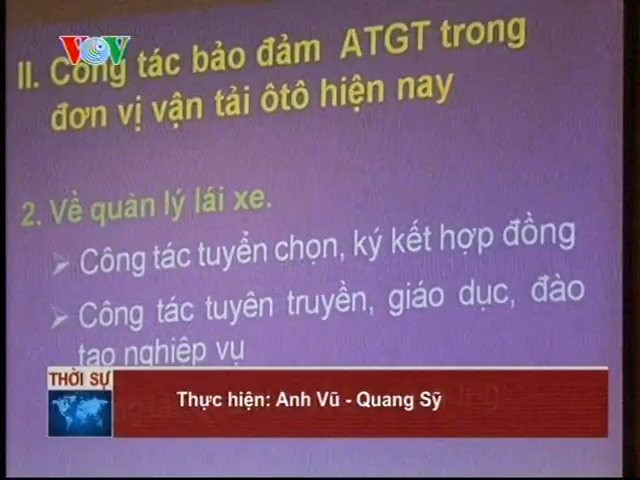 VOV
II. Công tác bảo đảm ATGT trong
đơn vị vận tải ôtô hiện nay
2. Về quản lý lái xe.
Công tác tuyển chọn, ký kết hợp đồng
Công tác tuyên truyền, giáo dục, đào
tạo nghiệp vụ
THỜI SỰ
Thực hiện: Anh Vũ - Quang Sỹ